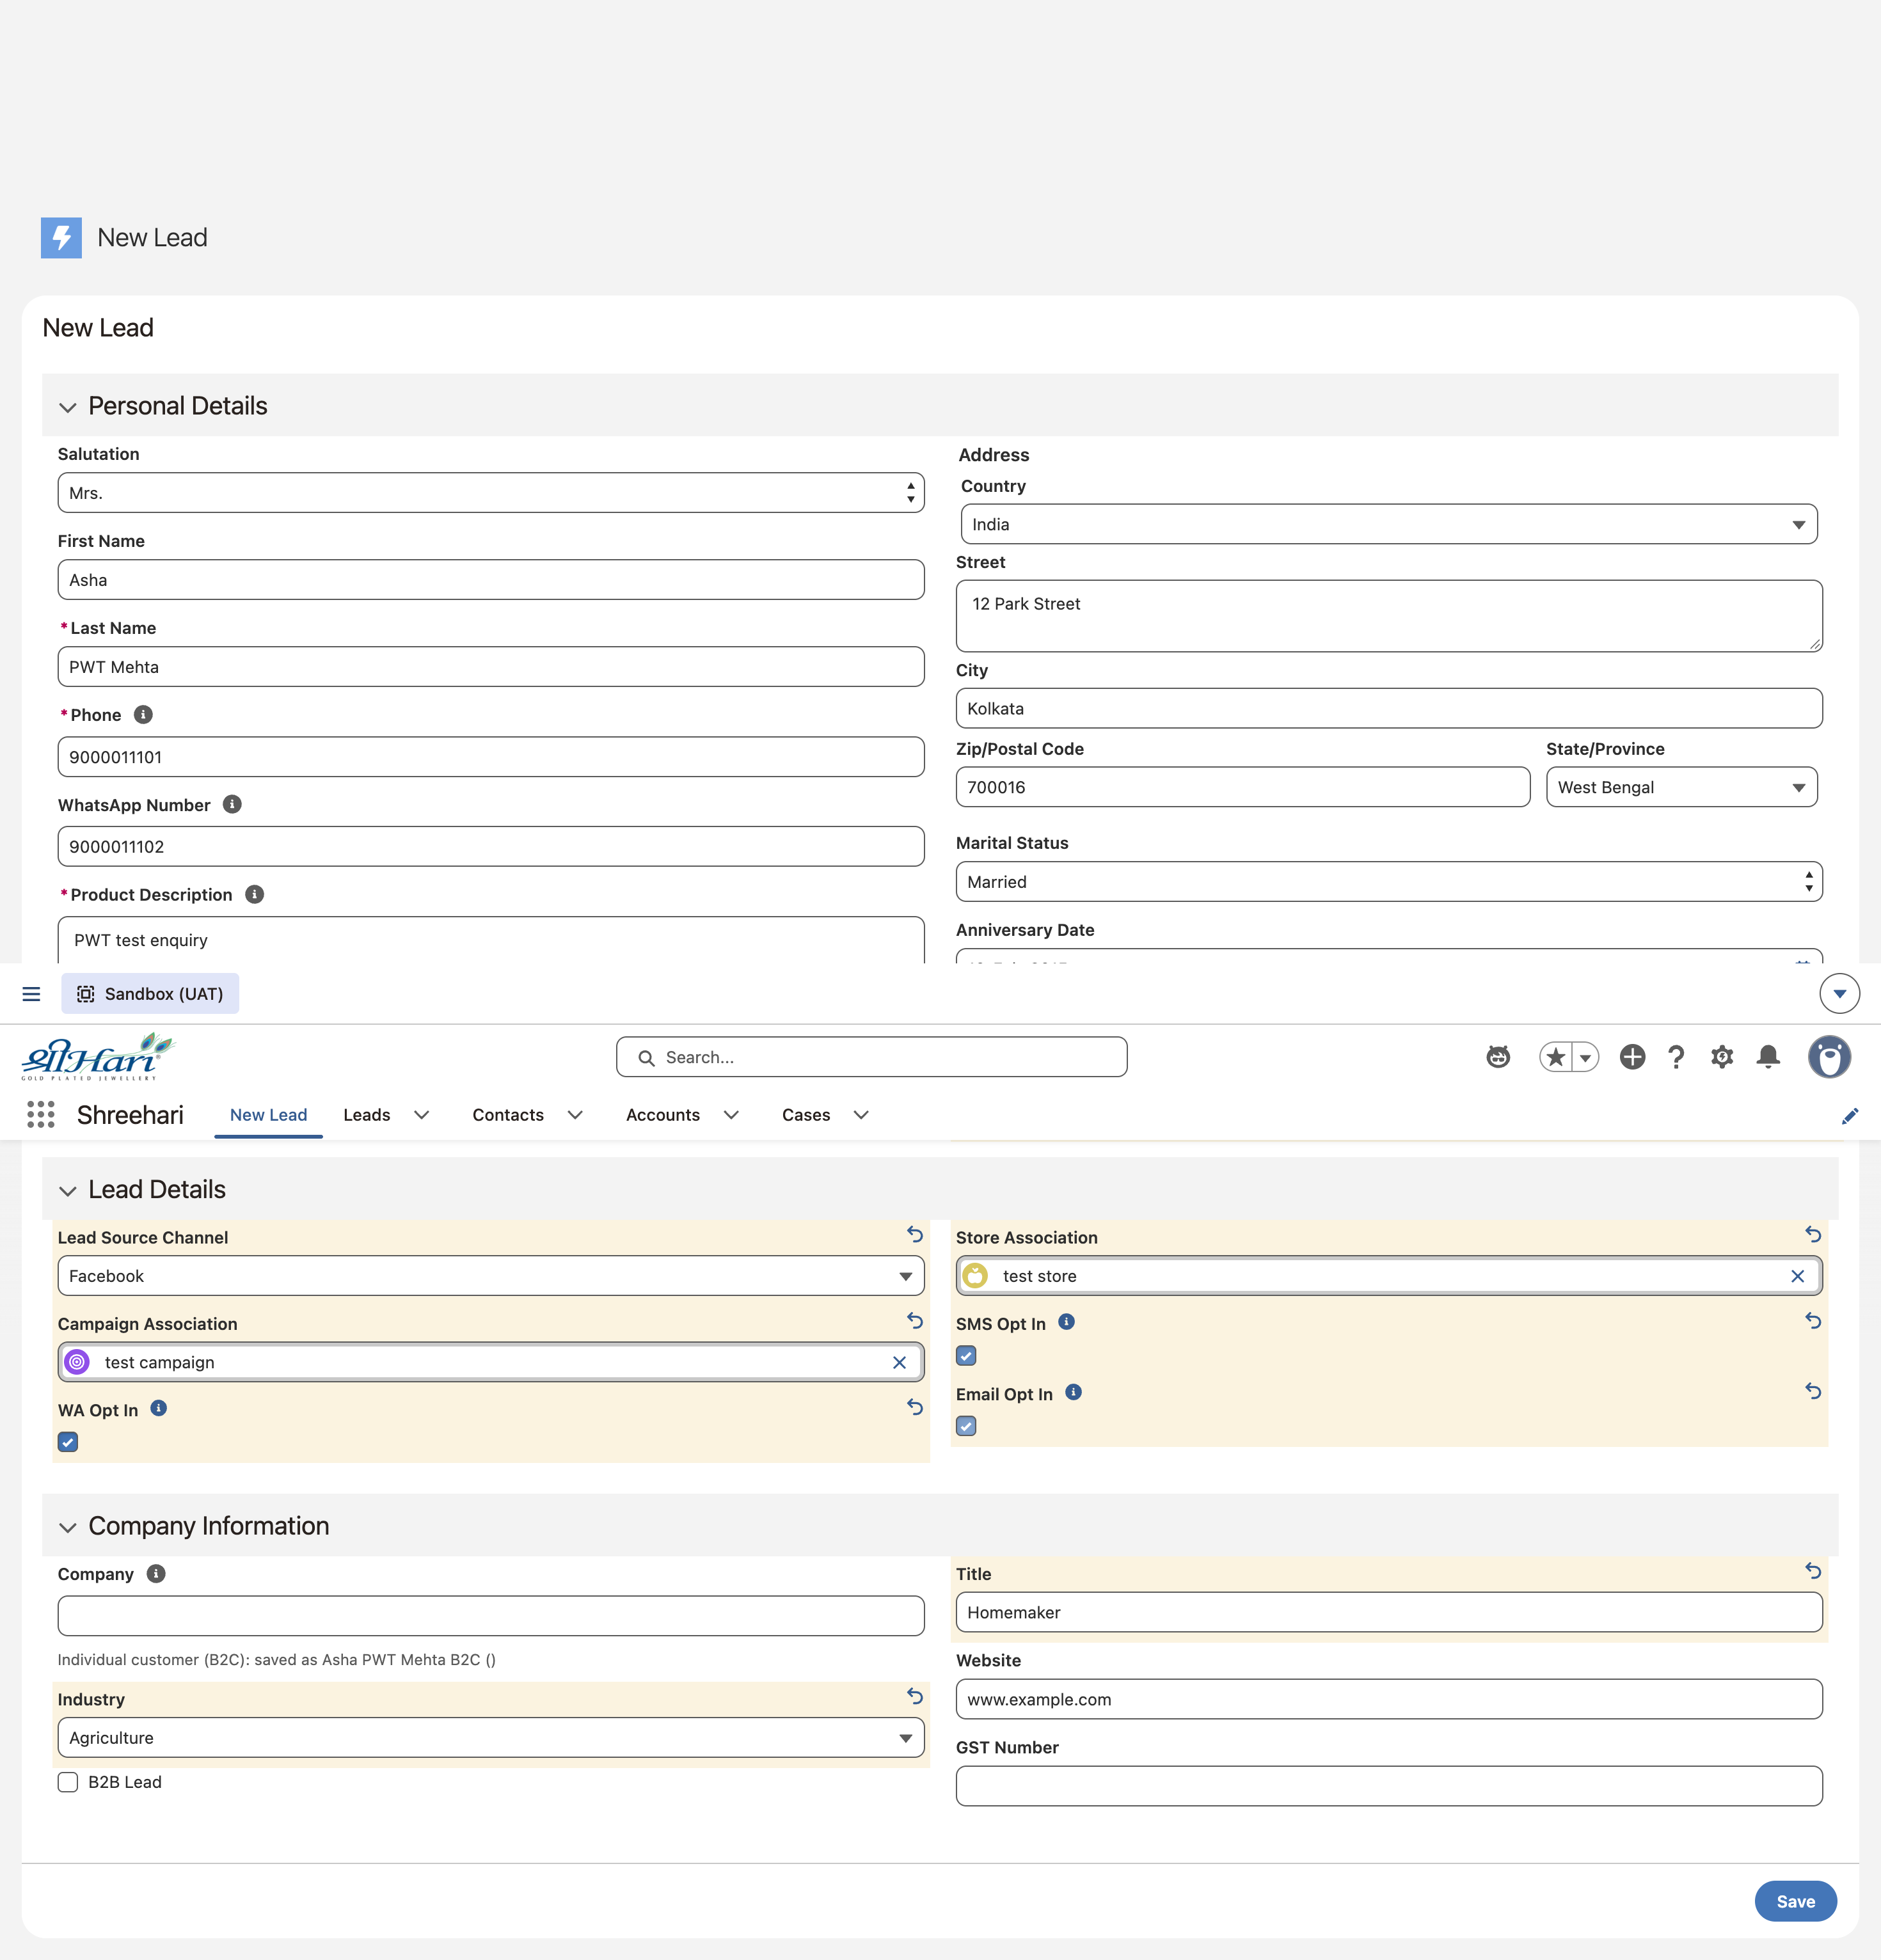 New Lead
New Lead
Personal Details
Salutation
Mrs.
First Name
Asha
*Last Name
PWT Mehta
*Phone
9000011101
WhatsApp Number
9000011102
*Product Description
PWT test enquiry
Address
Country
India
Street
12 Park Street
City
Kolkata
Zip/Postal Code
700016
State/Province
West Bengal
Marital Status
Married
Anniversary Date
Sandbox (UAT)
श्रीHari
GOLD PLATED JEWELLERY
Search...
Shreehari
New Lead
Leads
Contacts
Accounts
Cases
Lead Details
Lead Source Channel
Facebook
Campaign Association
test campaign
WA Opt In
Store Association
test store
SMS Opt In
Email Opt In
Company Information
Company
Individual customer (B2C): saved as Asha PWT Mehta B2C ()
Industry
Agriculture
B2B Lead
Title
Homemaker
Website
www.example.com
GST Number
Save